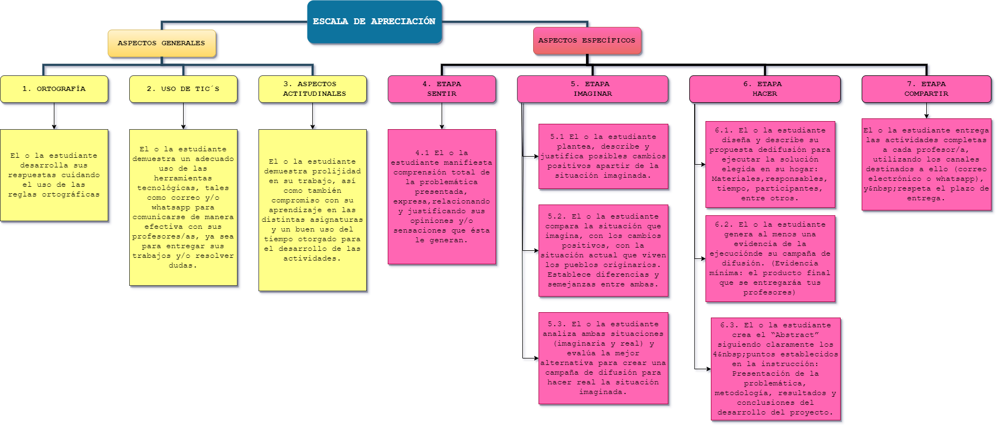 ESCALA DE APRECIACIÓN
ASPECTOS GENERALES
ASPECTOS ESPECÍFICOS
1. ORTOGRAFÍA
2. USO DE TIC´S
3. ASPECTOS
ACTITUDINALES
4. ETAPA
SENTIR
5. ETAPA
IMAGINAR
6. ETAPA
HACER
7. ETAPA
COMPARTIR
El o la estudiante
desarrolla sus
respuestas cuidando
el uso de las
reglas ortográficas
El o la estudiante
demuestra un adecuado
uso de las
herramientas
tecnológicas, tales
como correo y/o
whatsapp para
comunicarse de manera
efectiva con sus
profesores/as, ya sea
para entregar sus
trabajos y/o resolver
dudas.
El o la estudiante
demuestra prolijidad
en su trabajo, así
como también
compromiso con su
aprendizaje en las
distintas asignaturas
y un buen uso del
tiempo otorgado para
el desarrollo de las
actividades.
4.1 El o la
estudiante manifiesta
comprensión total de
la problemática
presentada,
expresa,relacionando
y justificando sus
opiniones y/o
sensaciones que ésta
le generan.
5.1 El o la estudiante
plantea, describe y
justifica posibles cambios
positivos apartir de la
situación imaginada.
5.2. El o la estudiante
compara la situación que
imagina, con los cambios
positivos, con la
situación actual que viven
los pueblos originarios.
Establece diferencias y
semejanzas entre ambas.
5.3. El o la estudiante
analiza ambas situaciones
(imaginaria y real) y
evalúa la mejor
alternativa para crear una
campaña de difusión para
hacer real la situación
imaginada.
6.1. El o la estudiante
diseña y describe su
propuesta dedifusión para
ejecutar la solución
elegida en su hogar:
Materiales,responsables,
tiempo, participantes,
entre otros.
6.2. El o la estudiante
genera al menos una
evidencia de la
ejecuciónde su campaña de
difusión. (Evidencia
mínima: el producto final
que se entregaráa tus
profesores)
6.3. El o la estudiante
crea el “Abstract”
siguiendo claramente los
4&nbsp;puntos establecidos
en la instrucción:
Presentación de la
problemática,
metodología, resultados y
conclusiones del
desarrollo del proyecto.
El o la estudiante entrega
las actividades completas
a cada profesor/a,
utilizando los canales
destinados a ello (correo
electrónico o whatsapp),
y&nbsp;respeta el plazo de
entrega.